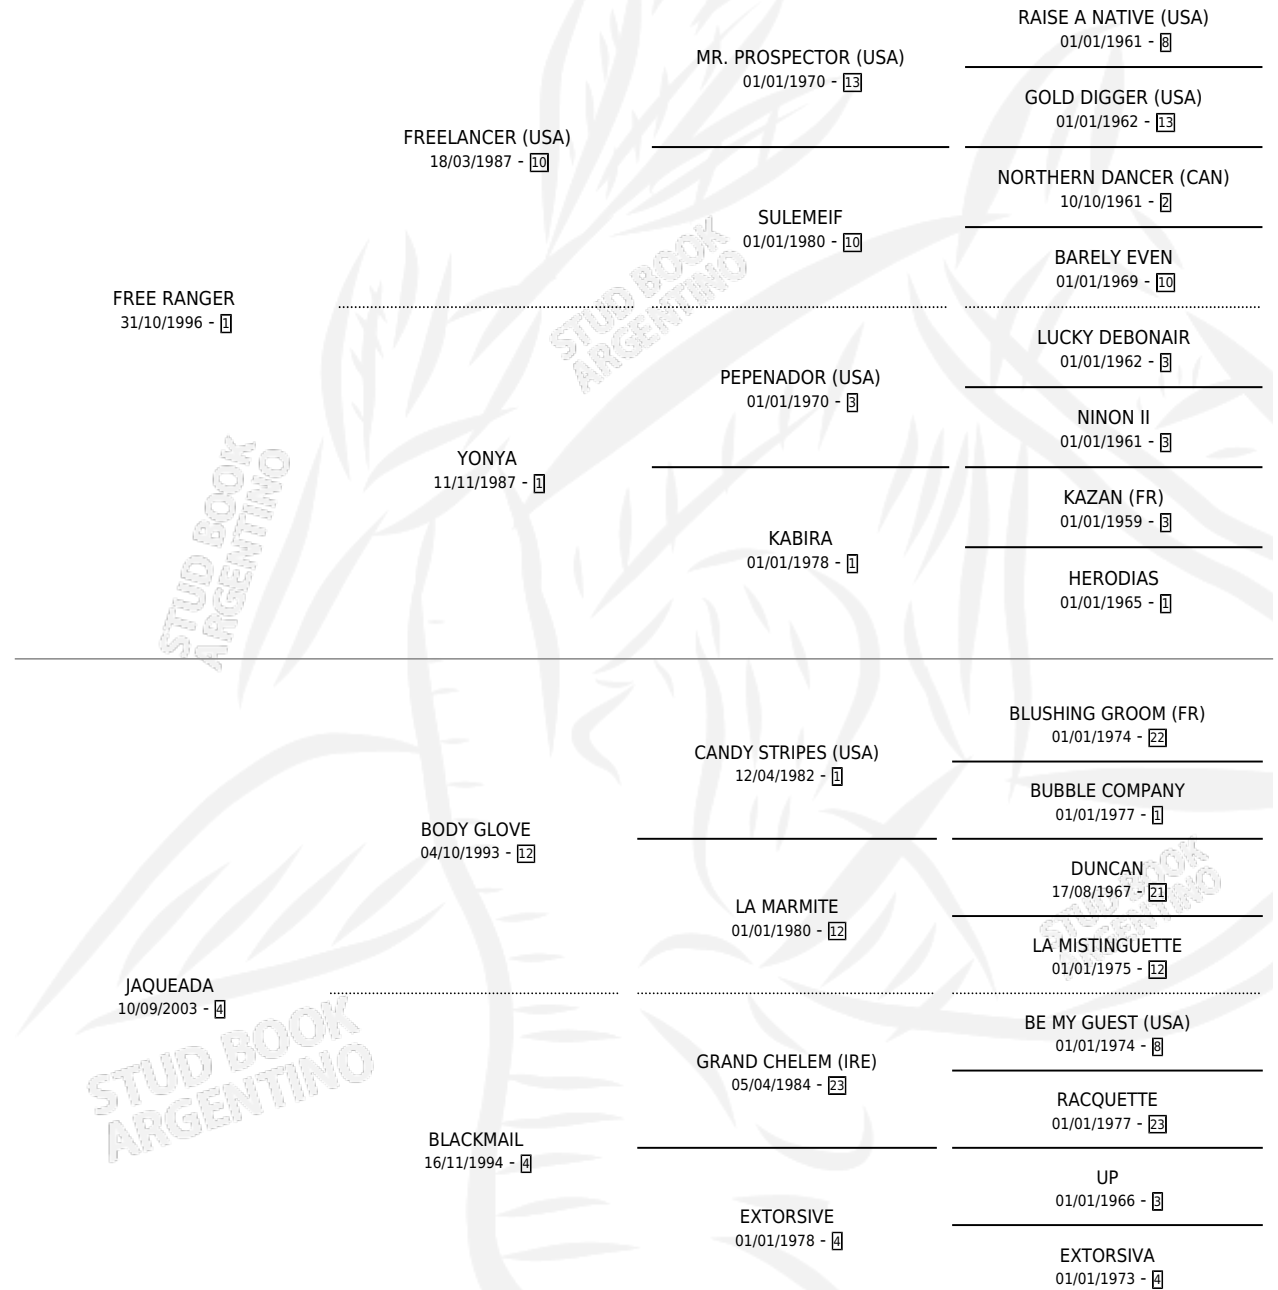 RAISE A NATIVE (USA)
01/01/1961 - 8
MR. PROSPECTOR (USA)
01/01/1970 - 13
GOLD DIGGER (USA)
01/01/1962 - 13
FREELANCER (USA)
18/03/1987 - 10
NORTHERN DANCER (CAN)
10/10/1961 - 2
SULEMEIF
01/01/1980 - 10
BARELY EVEN
01/01/1969 - 10
STUD BOOK
ARGENTINO
FREE RANGER
31/10/1996 - 1
LUCKY DEBONAIR
01/01/1962 - 3
PEPENADOR (USA)
01/01/1970 - 3
NINON II
01/01/1961 - 3
YONYA
11/11/1987 - 1
KAZAN (FR)
01/01/1959 - 3
KABIRA
01/01/1978 - 1
HERODIAS
01/01/1965 - 1
STUD BOOK
ARGENTINO
BLUSHING GROOM (FR)
01/01/1974 - 22
CANDY STRIPES (USA)
12/04/1982 - 1
BUBBLE COMPANY
01/01/1977 - 1
BODY GLOVE
04/10/1993 - 12
DUNCAN
17/08/1967 - 21
LA MARMITE
01/01/1980 - 12
LA MISTINGUETTE
01/01/1975 - 12
STUD BOOK
ARGENTINO
JAQUEADA
10/09/2003 - 4
BE MY GUEST (USA)
01/01/1974 - 8
GRAND CHELEM (IRE)
05/04/1984 - 23
RACQUETTE
01/01/1977 - 23
STUD BOOK
ARGENTINO
BLACKMAIL
16/11/1994 - 4
UP
01/01/1966 - 3
EXTORSIVE
01/01/1978 - 4
EXTORSIVA
01/01/1973 - 4